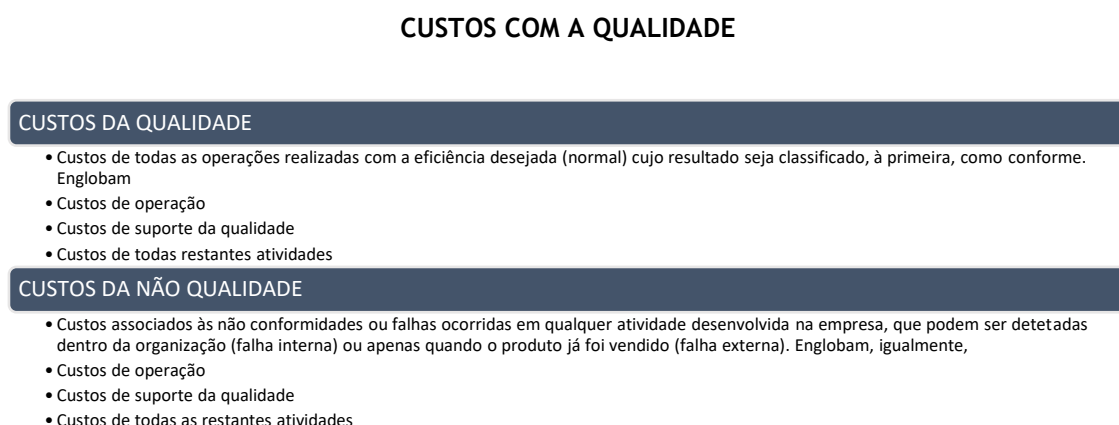 CUSTOS COM A QUALIDADE
CUSTOS DA QUALIDADE
• Custos de todas as operações realizadas com a eficiência desejada (normal) cujo resultado seja classificado, à primeira, como conforme.
Englobam
• Custos de operação
• Custos de suporte da qualidade
• Custos de todas restantes atividades
CUSTOS DA NÃO QUALIDADE
• Custos associados às não conformidades ou falhas ocorridas em qualquer atividade desenvolvida na empresa, que podem ser detetadas
dentro da organização (falha interna) ou apenas quando o produto já foi vendido (falha externa). Englobam, igualmente,
• Custos de operação
• Custos de suporte da qualidade
• Custos de todas as restantes atividades